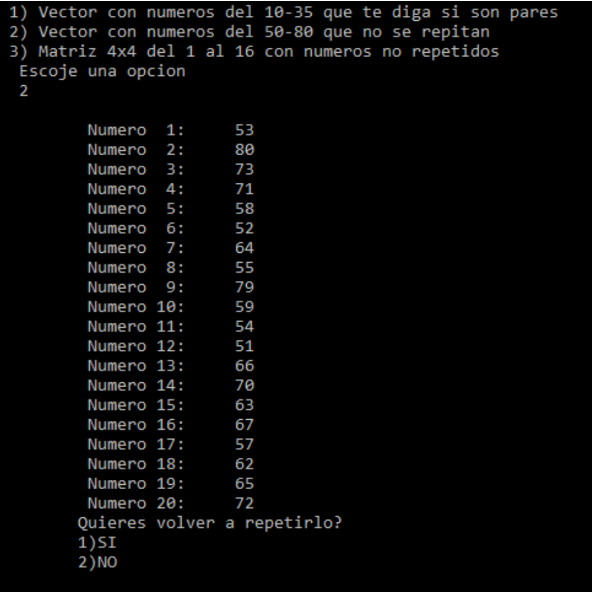 1) Vector con numeros del 10-35 que te diga si son pares
2) Vector con numeros del 50-80 que no se repitan
3) Matriz 4x4 del 1 al 16 con numeros no repetidos
Escoje una opcion
2
Numero 1: 53
Numero 2: 80
Numero 3: 73
Numero 4: 71
Numero 5: 58
Numero 6: 52
Numero 7: 64
Numero 8: 55
Numero 9: 79
Numero 10: 59
Numero 11: 54
Numero 12: 51
Numero 13: 66
Numero 14: 70
Numero 15: 63
Numero 16: 67
Numero 17: 57
Numero 18: 62
Numero 19: 65
Numero 20: 72
Quieres volver a repetirlo?
1)SI
2)NO